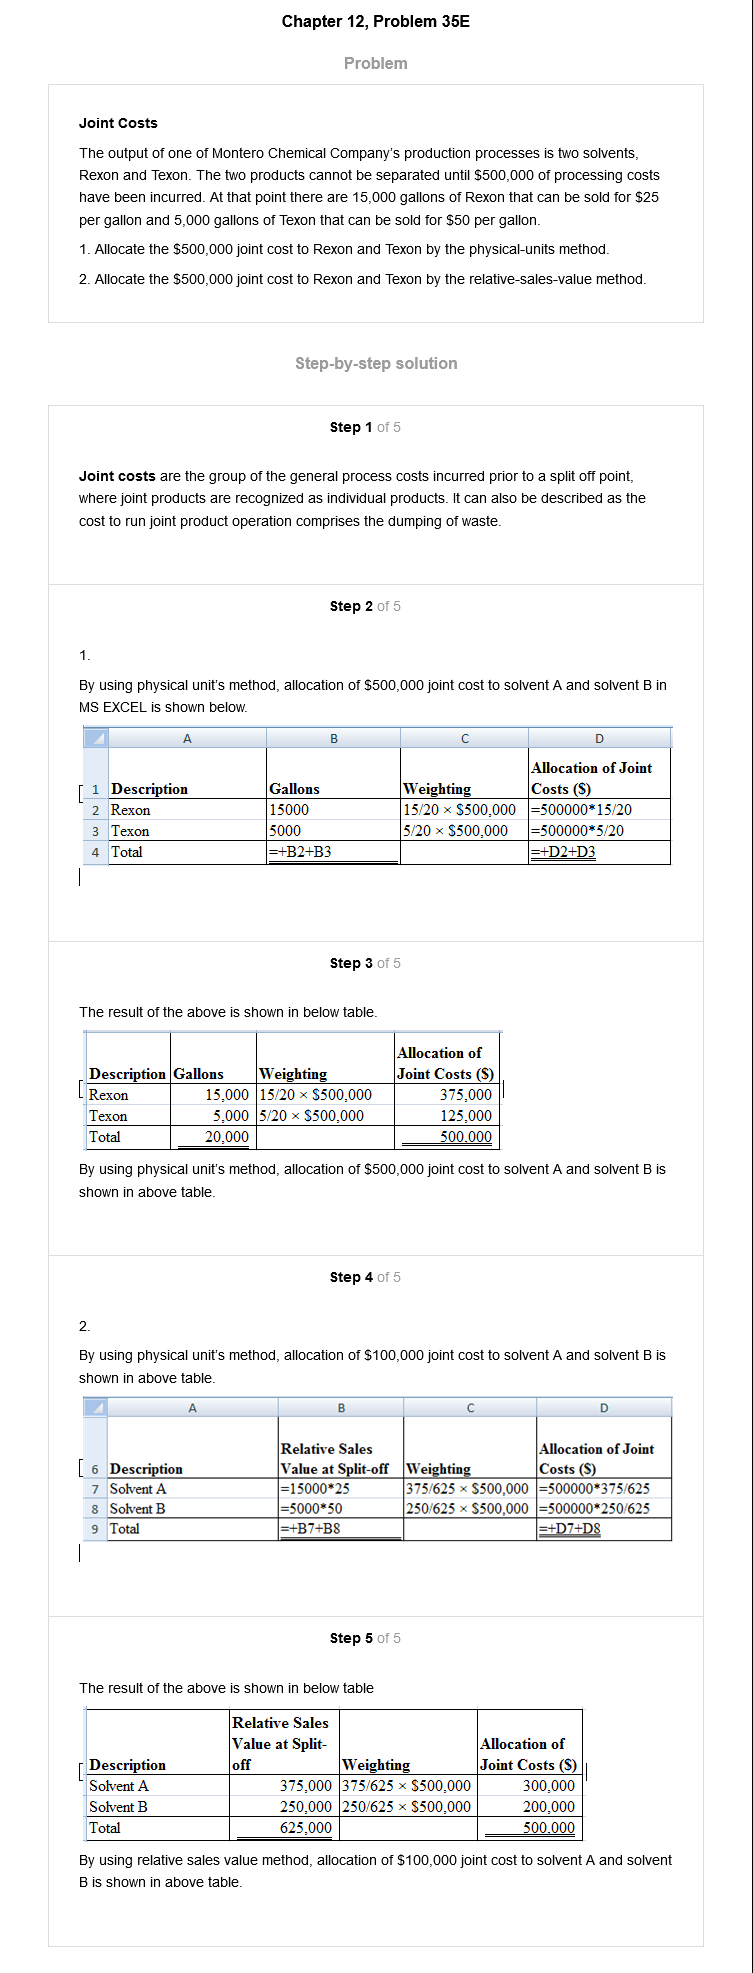 Chapter 12, Problem 35E
Problem
Joint Costs
The output of one of Montero Chemical Company's production processes is two solvents,
Rexon and Texon. The two products cannot be separated until $500,000 of processing costs
have been incurred. At that point there are 15,000 gallons of Rexon that can be sold for $25
per gallon and 5,000 gallons of Texon that can be sold for $50 per gallon.
1. Allocate the $500,000 joint cost to Rexon and Texon by the physical-units method.
2. Allocate the $500,000 joint cost to Rexon and Texon by the relative-sales-value method.
Step-by-step solution
Step 1 of 5
Joint costs are the group of the general process costs incurred prior to a split off point,
where joint products are recognized as individual products. It can also be described as the
cost to run joint product operation comprises the dumping of waste.
Step 2 of 5
1.
By using physical unit's method, allocation of $500,000 joint cost to solvent A and solvent B in
MS EXCEL is shown below.
A B C D
Allocation of Joint
1 Description Gallons Weighting Costs ($)
2 Rexon 15000 15/20 × $500,000 =500000*15/20
3 Texon 5000 5/20 × $500,000 =500000*5/20
4 Total =+B2+B3 =+D2+D3
Step 3 of 5
The result of the above is shown in below table.
Allocation of
Description Gallons Weighting Joint Costs ($)
Rexon 15,000 15/20 × $500,000 375,000
Texon 5,000 5/20 × $500,000 125,000
Total 20,000 500,000
By using physical unit's method, allocation of $500,000 joint cost to solvent A and solvent B is
shown in above table.
Step 4 of 5
2.
By using physical unit's method, allocation of $100,000 joint cost to solvent A and solvent B is
shown in above table.
A B C D
Relative Sales Allocation of Joint
6 Description Value at Split-off Weighting Costs ($)
7 Solvent A =15000*25 375/625 × $500,000 =500000*375/625
8 Solvent B =5000*50 250/625 × $500,000 =500000*250/625
9 Total =+B7+B8 =+D7+D8
Step 5 of 5
The result of the above is shown in below table
Relative Sales
Value at Split- Allocation of
Description off Weighting Joint Costs ($)
Solvent A 375,000 375/625 × $500,000 300,000
Solvent B 250,000 250/625 × $500,000 200,000
Total 625,000 500,000
By using relative sales value method, allocation of $100,000 joint cost to solvent A and solvent
B is shown in above table.